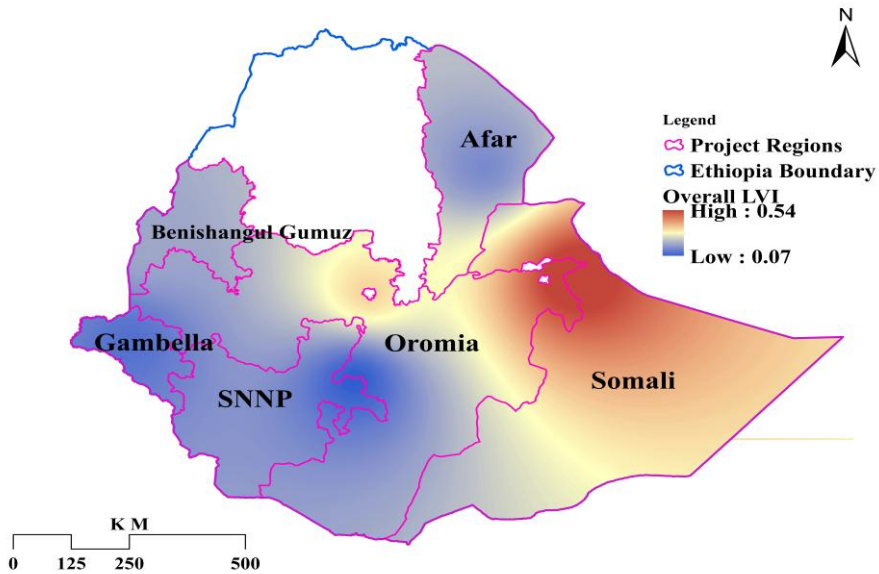 N
Legend
Project Regions
Ethiopia Boundary
Overall LVI
High : 0.54
Low : 0.07
Afar
Benishangul Gumuz
Gambella
Oromia
SNNP
Somali
K M
0 125 250 500